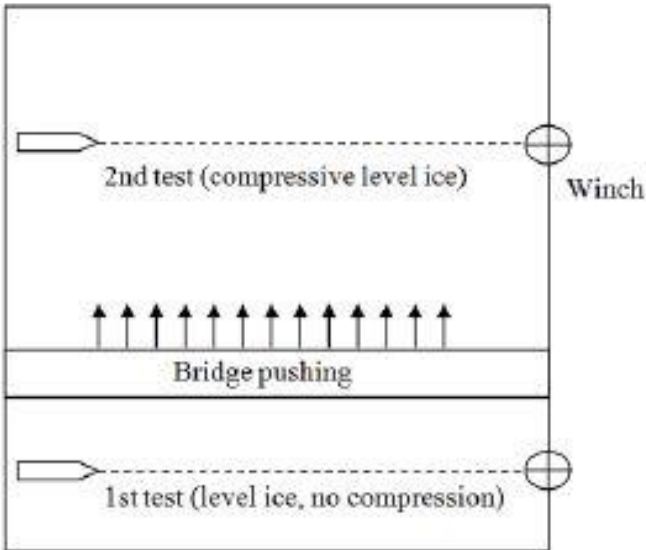 2nd test (compressive level ice)
Winch
Bridge pushing
1st test (level ice, no compression)